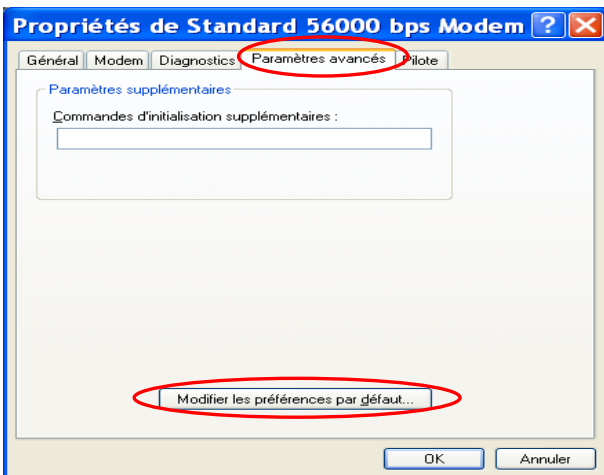 Propriétés de Standard 56000 bps Modem
Général Modem Diagnostics Paramètres avancés Pilote
Paramètres supplémentaires
Commandes d'initialisation supplémentaires :
Modifier les préférences par défaut...
OK Annuler